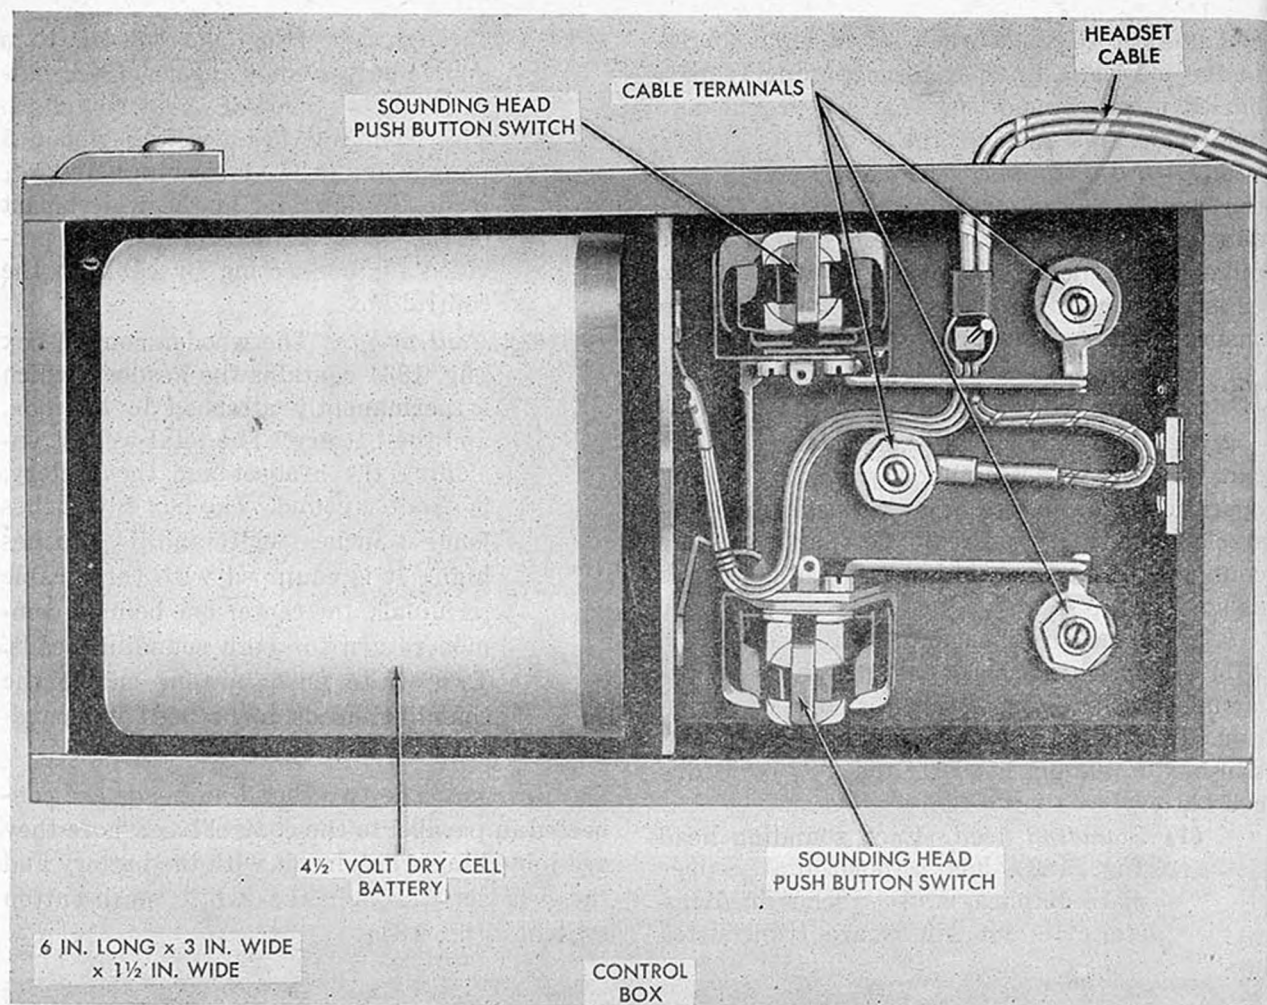 HEADSET
CABLE
CABLE TERMINALS
SOUNDING HEAD
PUSH BUTTON SWITCH
4½ VOLT DRY CELL
BATTERY
SOUNDING HEAD
PUSH BUTTON SWITCH
6 IN. LONG x 3 IN. WIDE
x 1½ IN. WIDE
CONTROL
BOX